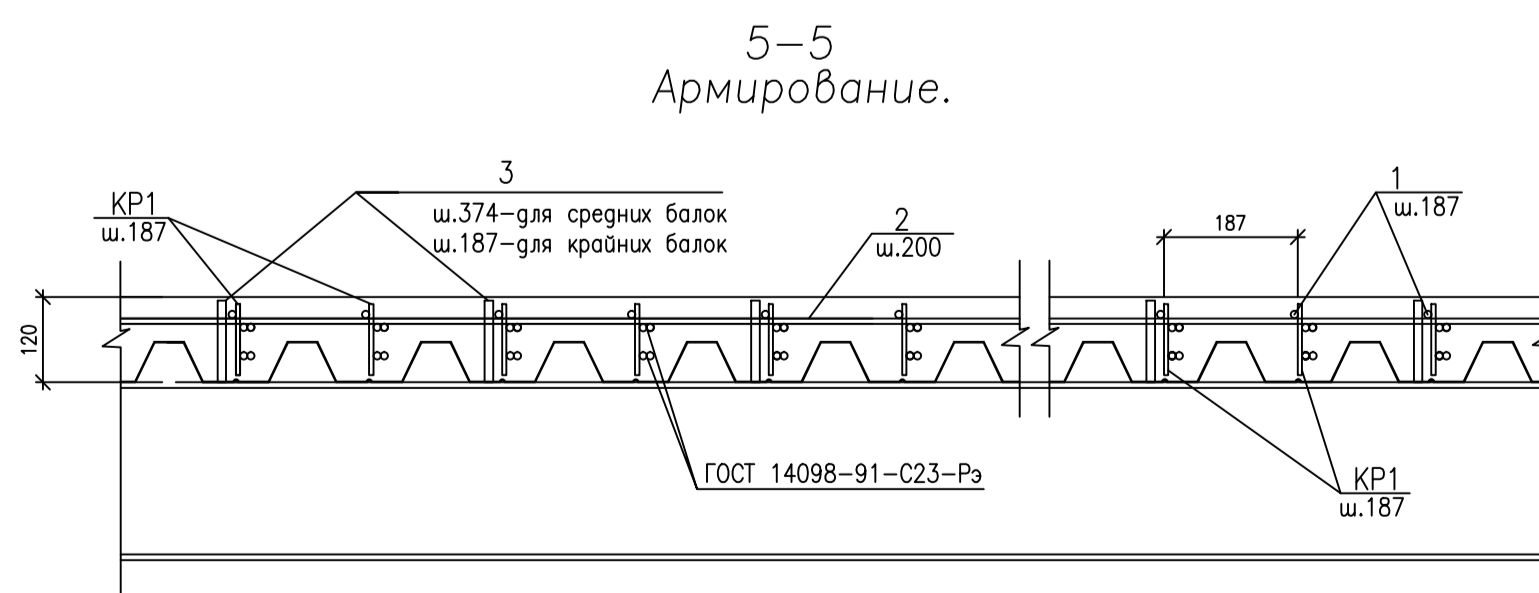 5-5
Армирование.
3
ш.374-для средних балок
ш.187-для крайних балок
КР1
ш.187
2
ш.200
187
1
ш.187
120
ГОСТ 14098-91-С23-Рэ
КР1
ш.187